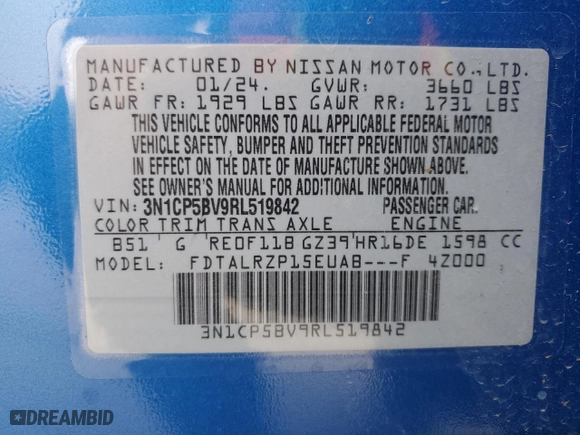 MANUFACTURED BY NISSAN MOTOR CO., LTD.
DATE: 01/24. GVWR: 3660 LBS
GAWR FR: 1929 LBS GAWR RR: 1731 LBS
THIS VEHICLE CONFORMS TO ALL APPLICABLE FEDERAL MOTOR
VEHICLE SAFETY, BUMPER AND THEFT PREVENTION STANDARDS
IN EFFECT ON THE DATE OF MANUFACTURE SHOWN ABOVE.
SEE OWNER'S MANUAL FOR ADDITIONAL INFORMATION
VIN: 3N1CP5BV9RL519842 PASSENGER CAR.
COLOR TRIM TRANS AXLE ENGINE
B51 G RE0F11B GZ39 HR16DE 1598 CC
MODEL: FDTALRZP15EUAB---F 4Z000
3N1CP5BV9RL519842
DREAMBID